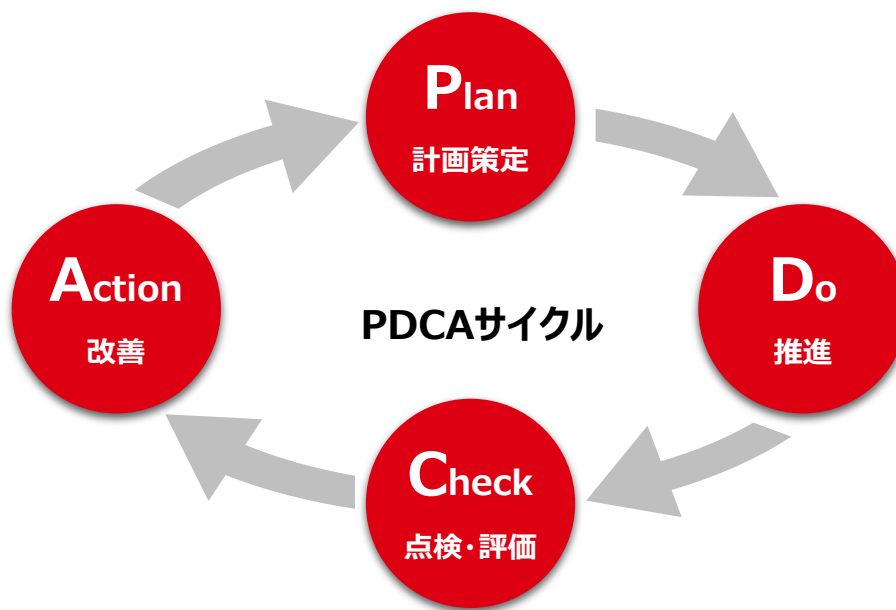 Plan
計画策定
Action
改善
Do
推進
PDCAサイクル
Check
点検・評価